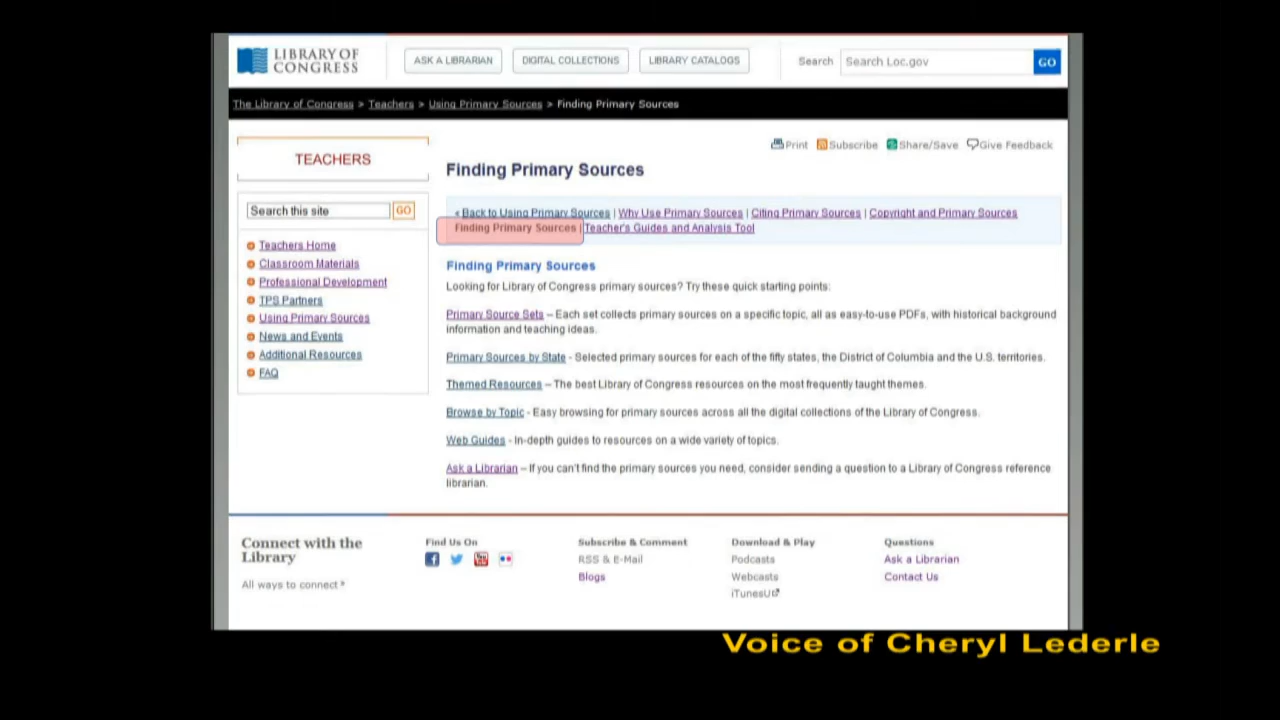 LIBRARY OF
CONGRESS
ASK A LIBRARIAN
DIGITAL COLLECTIONS
LIBRARY CATALOGS
Search
Search Loc.gov
GO
The Library of Congress > Teachers > Using Primary Sources > Finding Primary Sources
Print
Subscribe
Share/Save
Give Feedback
TEACHERS
Search this site
GO
Teachers Home
Classroom Materials
Professional Development
TPS Partners
Using Primary Sources
News and Events
Additional Resources
FAQ
Finding Primary Sources
« Back to Using Primary Sources | Why Use Primary Sources | Citing Primary Sources | Copyright and Primary Sources
Finding Primary Sources | Teacher's Guides and Analysis Tool
Finding Primary Sources
Looking for Library of Congress primary sources? Try these quick starting points:
Primary Source Sets – Each set collects primary sources on a specific topic, all as easy-to-use PDFs, with historical background
information and teaching ideas.
Primary Sources by State - Selected primary sources for each of the fifty states, the District of Columbia and the U.S. territories.
Themed Resources – The best Library of Congress resources on the most frequently taught themes.
Browse by Topic - Easy browsing for primary sources across all the digital collections of the Library of Congress.
Web Guides - In-depth guides to resources on a wide variety of topics.
Ask a Librarian – If you can't find the primary sources you need, consider sending a question to a Library of Congress reference
librarian.
Connect with the
Library
All ways to connect »
Find Us On
You Tube
Subscribe & Comment
RSS & E-Mail
Blogs
Download & Play
Podcasts
Webcasts
iTunesU
Questions
Ask a Librarian
Contact Us
Voice of Cheryl Lederle